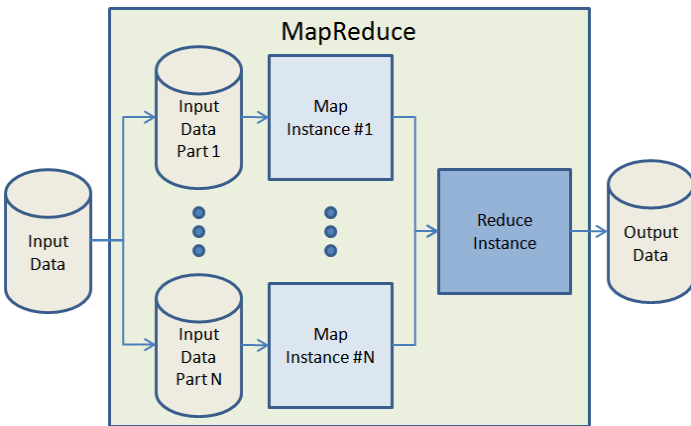 MapReduce
Input
Data
Part 1
Map
Instance #1
Input
Data
Reduce
Instance
Output
Data
Input
Data
Part N
Map
Instance #N